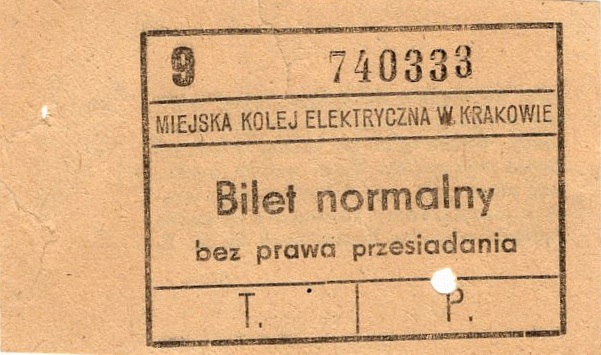 9 740333
MIEJSKA KOLEJ ELEKTRYCZNA W KRAKOWIE
Bilet normalny
bez prawa przesiadania
T. P.